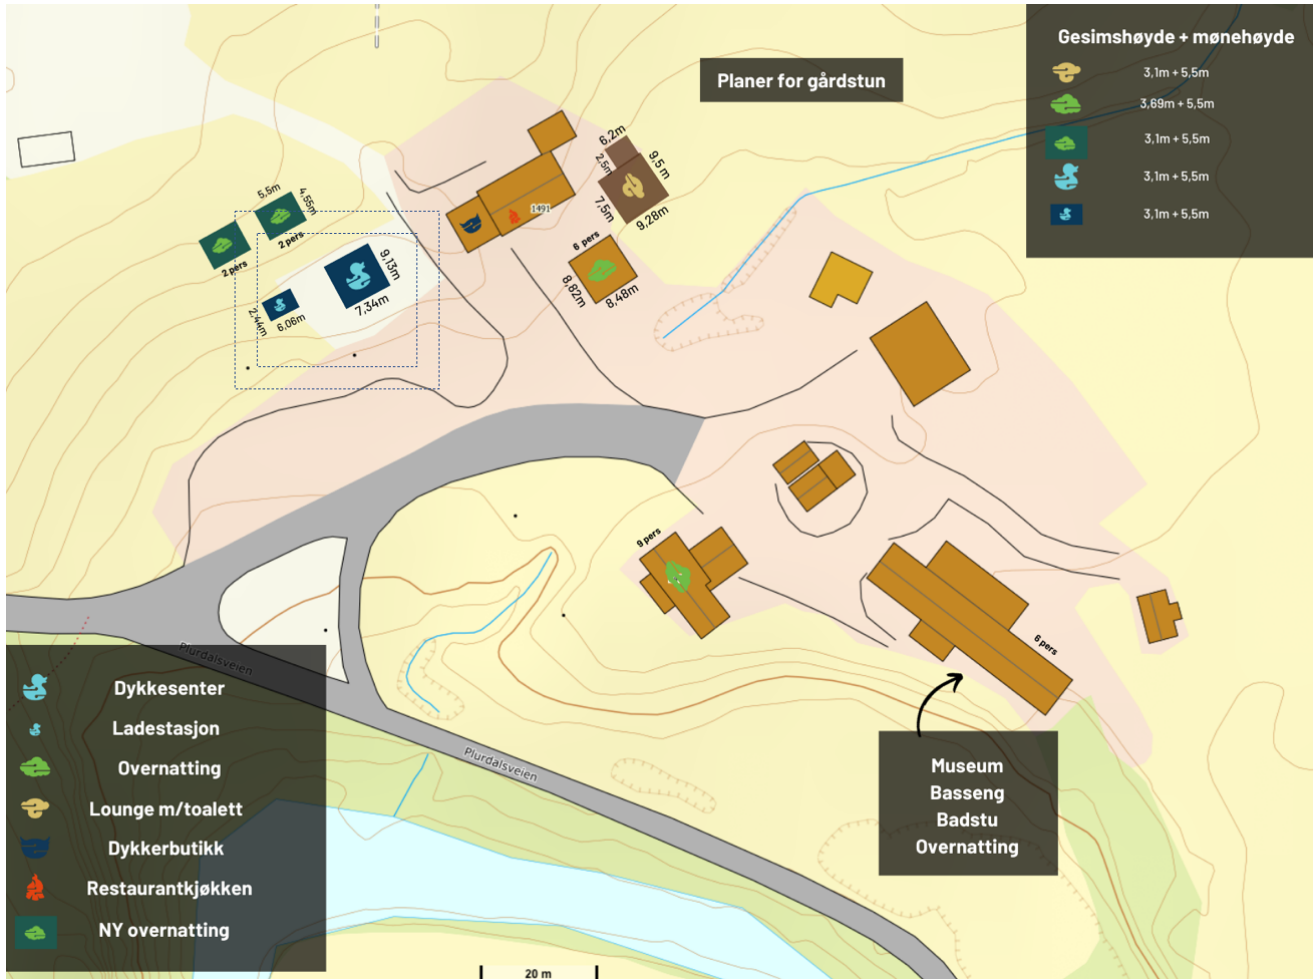 Planer for gårdstun
Gesimshøyde + mønehøyde
3,1m + 5,5m
3,69m + 5,5m
3,1m + 5,5m
3,1m + 5,5m
3,1m + 5,5m
6,2m
2,5m
9,5 m
7,5m
9,28m
1491
6 pers
8,82m
8,48m
5,5m
4,55m
2 pers
2 pers
9,13m
7,34m
2,44m
6,06m
9 pers
6 pers
Plurdalsveien
Plurdalsveien
Dykkesenter
Ladestasjon
Overnatting
Lounge m/toalett
Dykkerbutikk
Restaurantkjøkken
NY overnatting
Museum
Basseng
Badstu
Overnatting
20 m